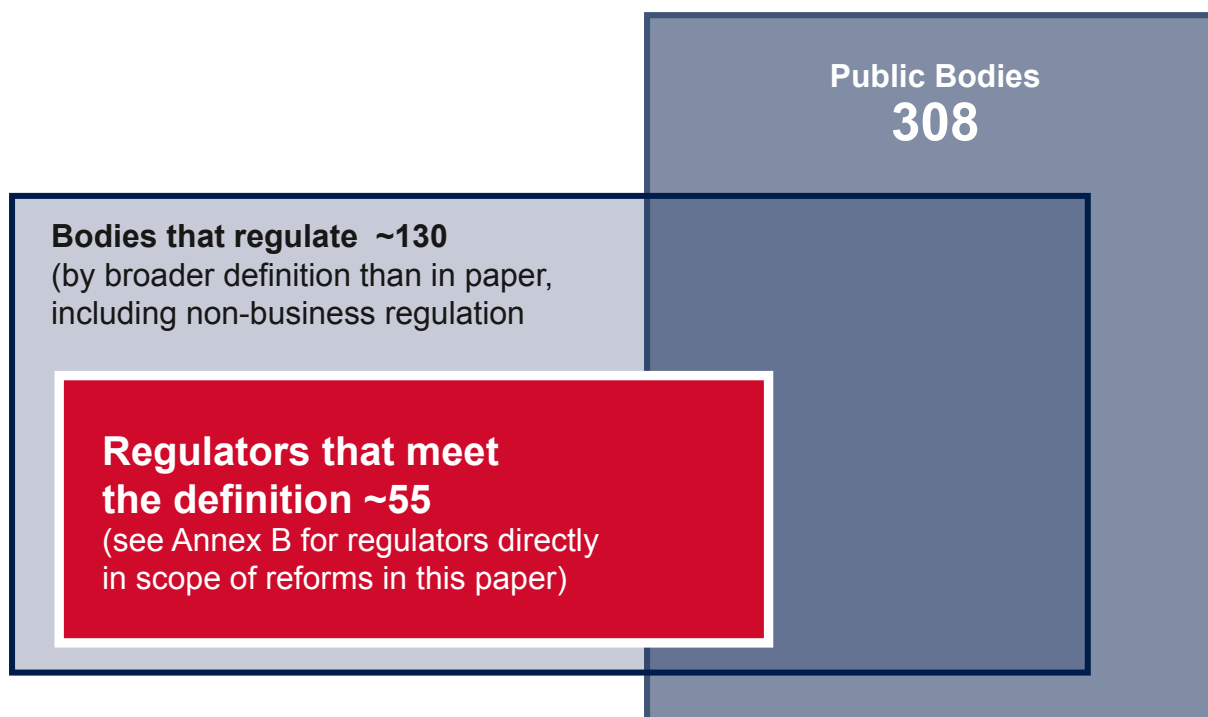 Public Bodies
308
Bodies that regulate ~130
(by broader definition than in paper,
including non-business regulation
Regulators that meet
the definition ~55
(see Annex B for regulators directly
in scope of reforms in this paper)